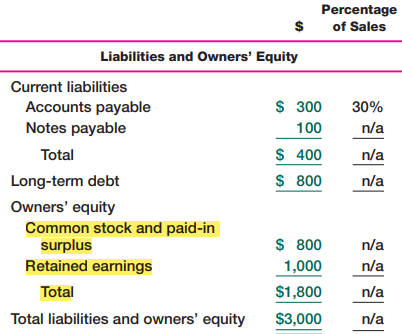 Percentage
$ of Sales
Liabilities and Owners’ Equity
Current liabilities
Accounts payable $ 300 30%
Notes payable 100 n/a
Total $ 400 n/a
Long-term debt $ 800 n/a
Owners’ equity
Common stock and paid-in
surplus $ 800 n/a
Retained earnings 1,000 n/a
Total $1,800 n/a
Total liabilities and owners’ equity $3,000 n/a